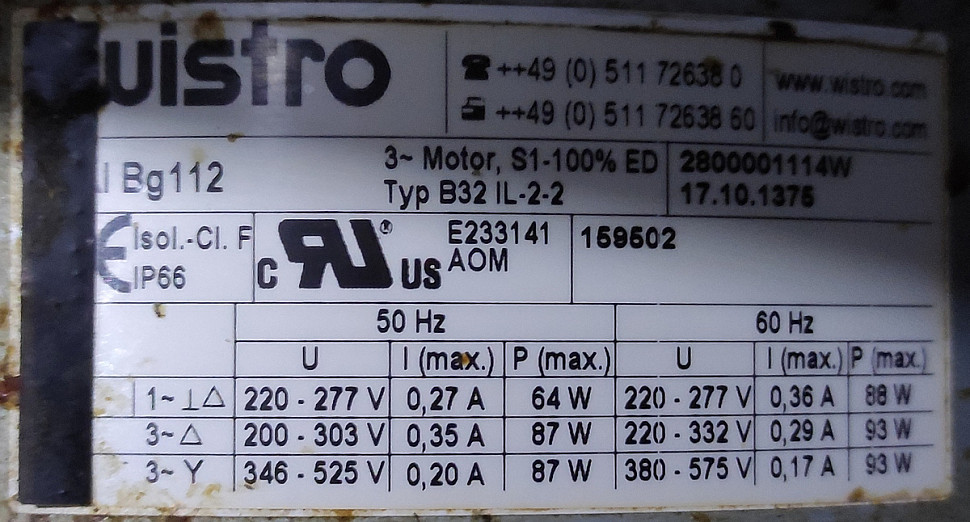 wistro
☎ ++49 (0) 511 72638 0
++49 (0) 511 72638 60
www.wistro.com
info@wistro.com
Bg112
3~ Motor, S1-100% ED
Typ B32 IL-2-2
2800001114W
17.10.1375
CE Isol.-Cl. F
IP66
C RU® US
E233141
AOM
159502
50 Hz 60 Hz
U I (max.) P (max.) U I (max.) P (max.)
1~ ⊥△ 220 - 277 V 0,27 A 64 W 220 - 277 V 0,36 A 88 W
3~ △ 200 - 303 V 0,35 A 87 W 220 - 332 V 0,29 A 93 W
3~ Y 346 - 525 V 0,20 A 87 W 380 - 575 V 0,17 A 93 W